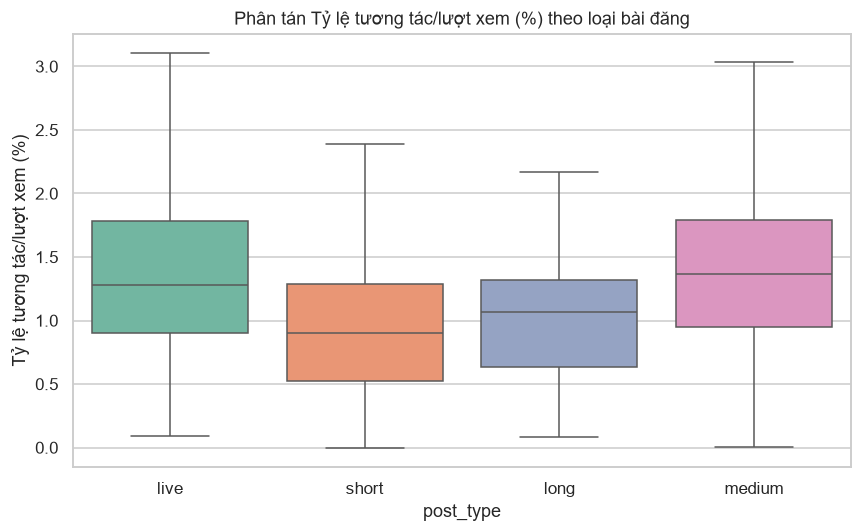 Phân tán Tỷ lệ tương tác/lượt xem (%) theo loại bài đăng
Tỷ lệ tương tác/lượt xem (%)
3.0
2.5
2.0
1.5
1.0
0.5
0.0
live short long medium
post_type